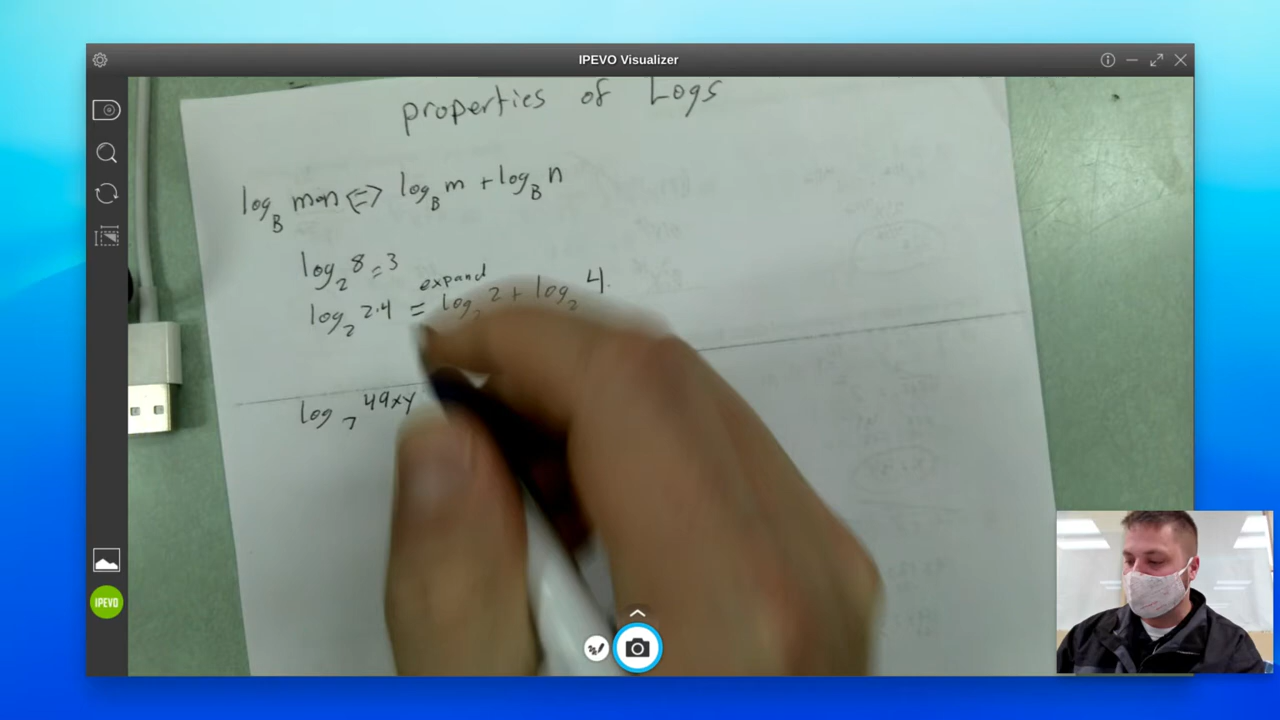 IPEVO Visualizer
properties of Logs
log_B m•n <=> log_B m + log_B n
log_2 8 = 3
expand
log_2 2·4 = log_2 2 + log_2 4
log_7 49xy
IPEVO